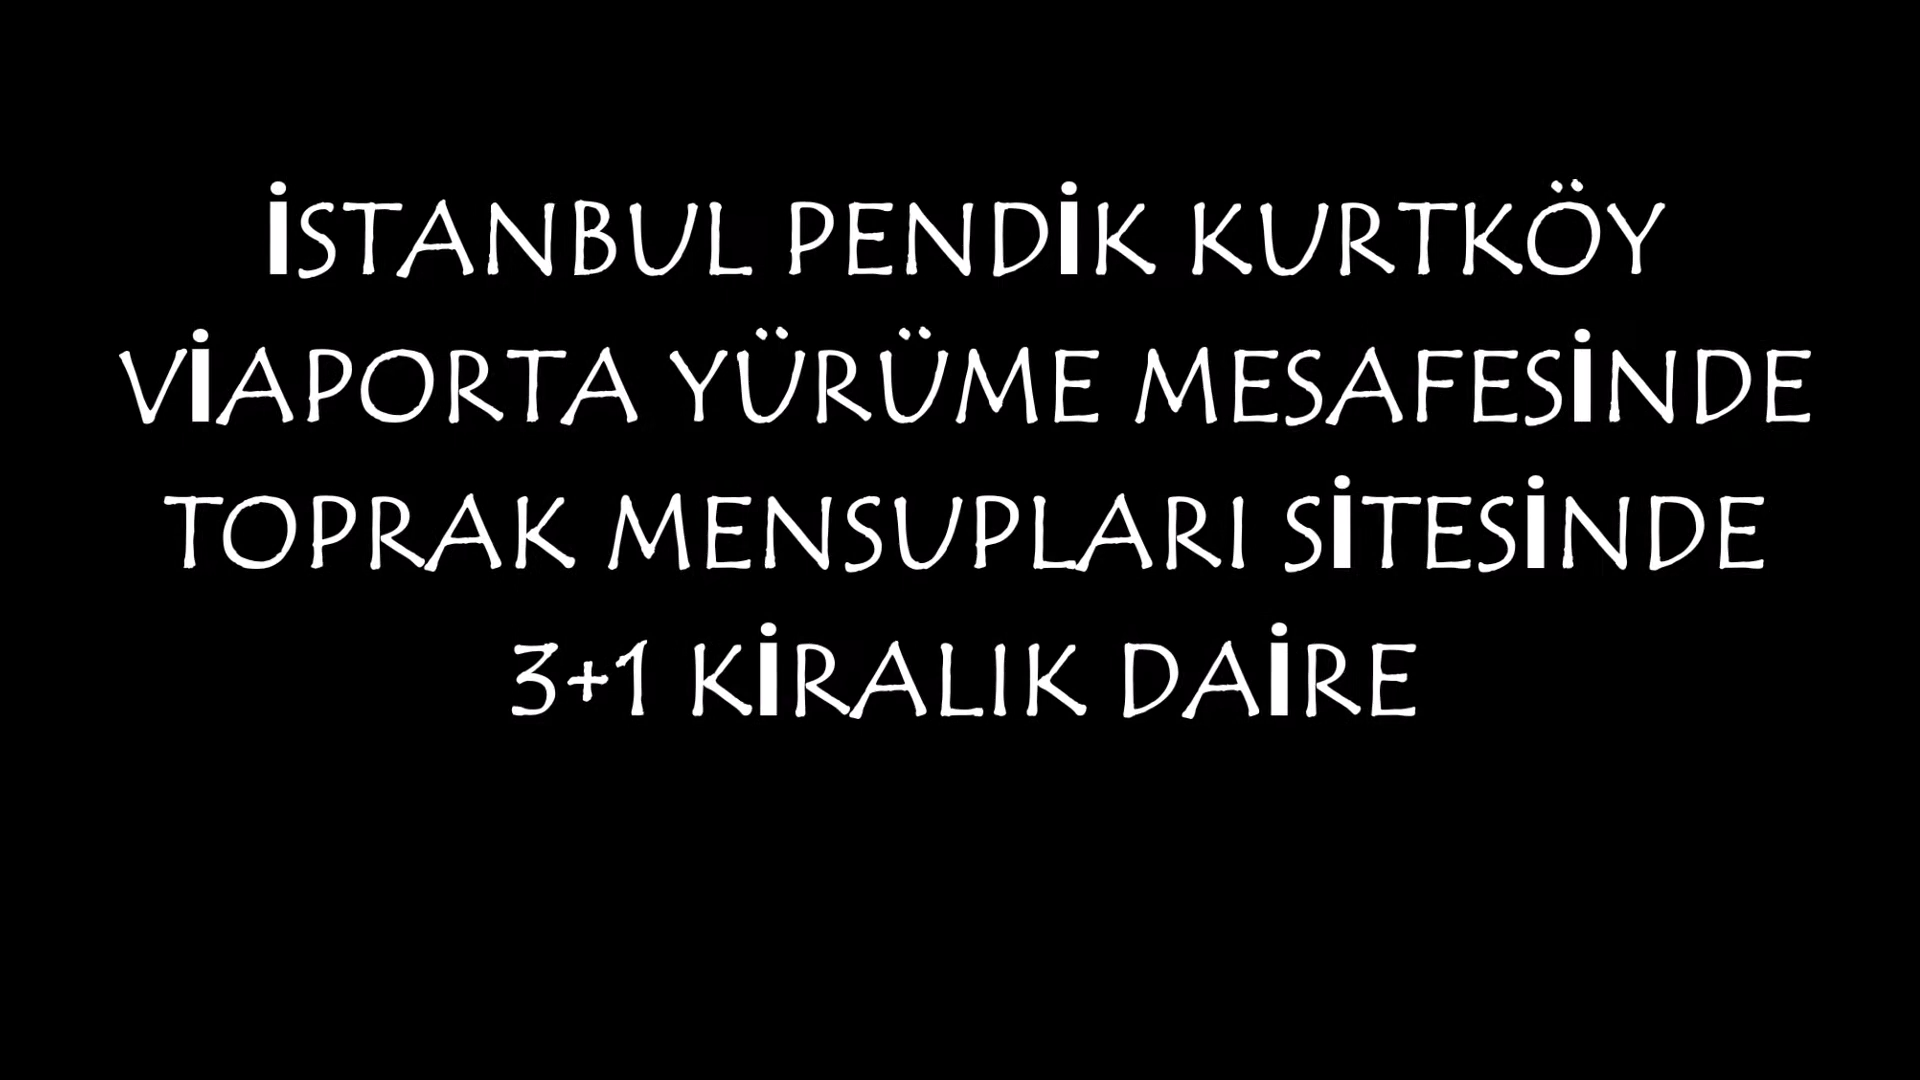 İSTANBUL PENDİK KURTKÖY
VİAPORTA YÜRÜME MESAFESİNDE
TOPRAK MENSUPLARI SİTESİNDE
3+1 KİRALIK DAİRE